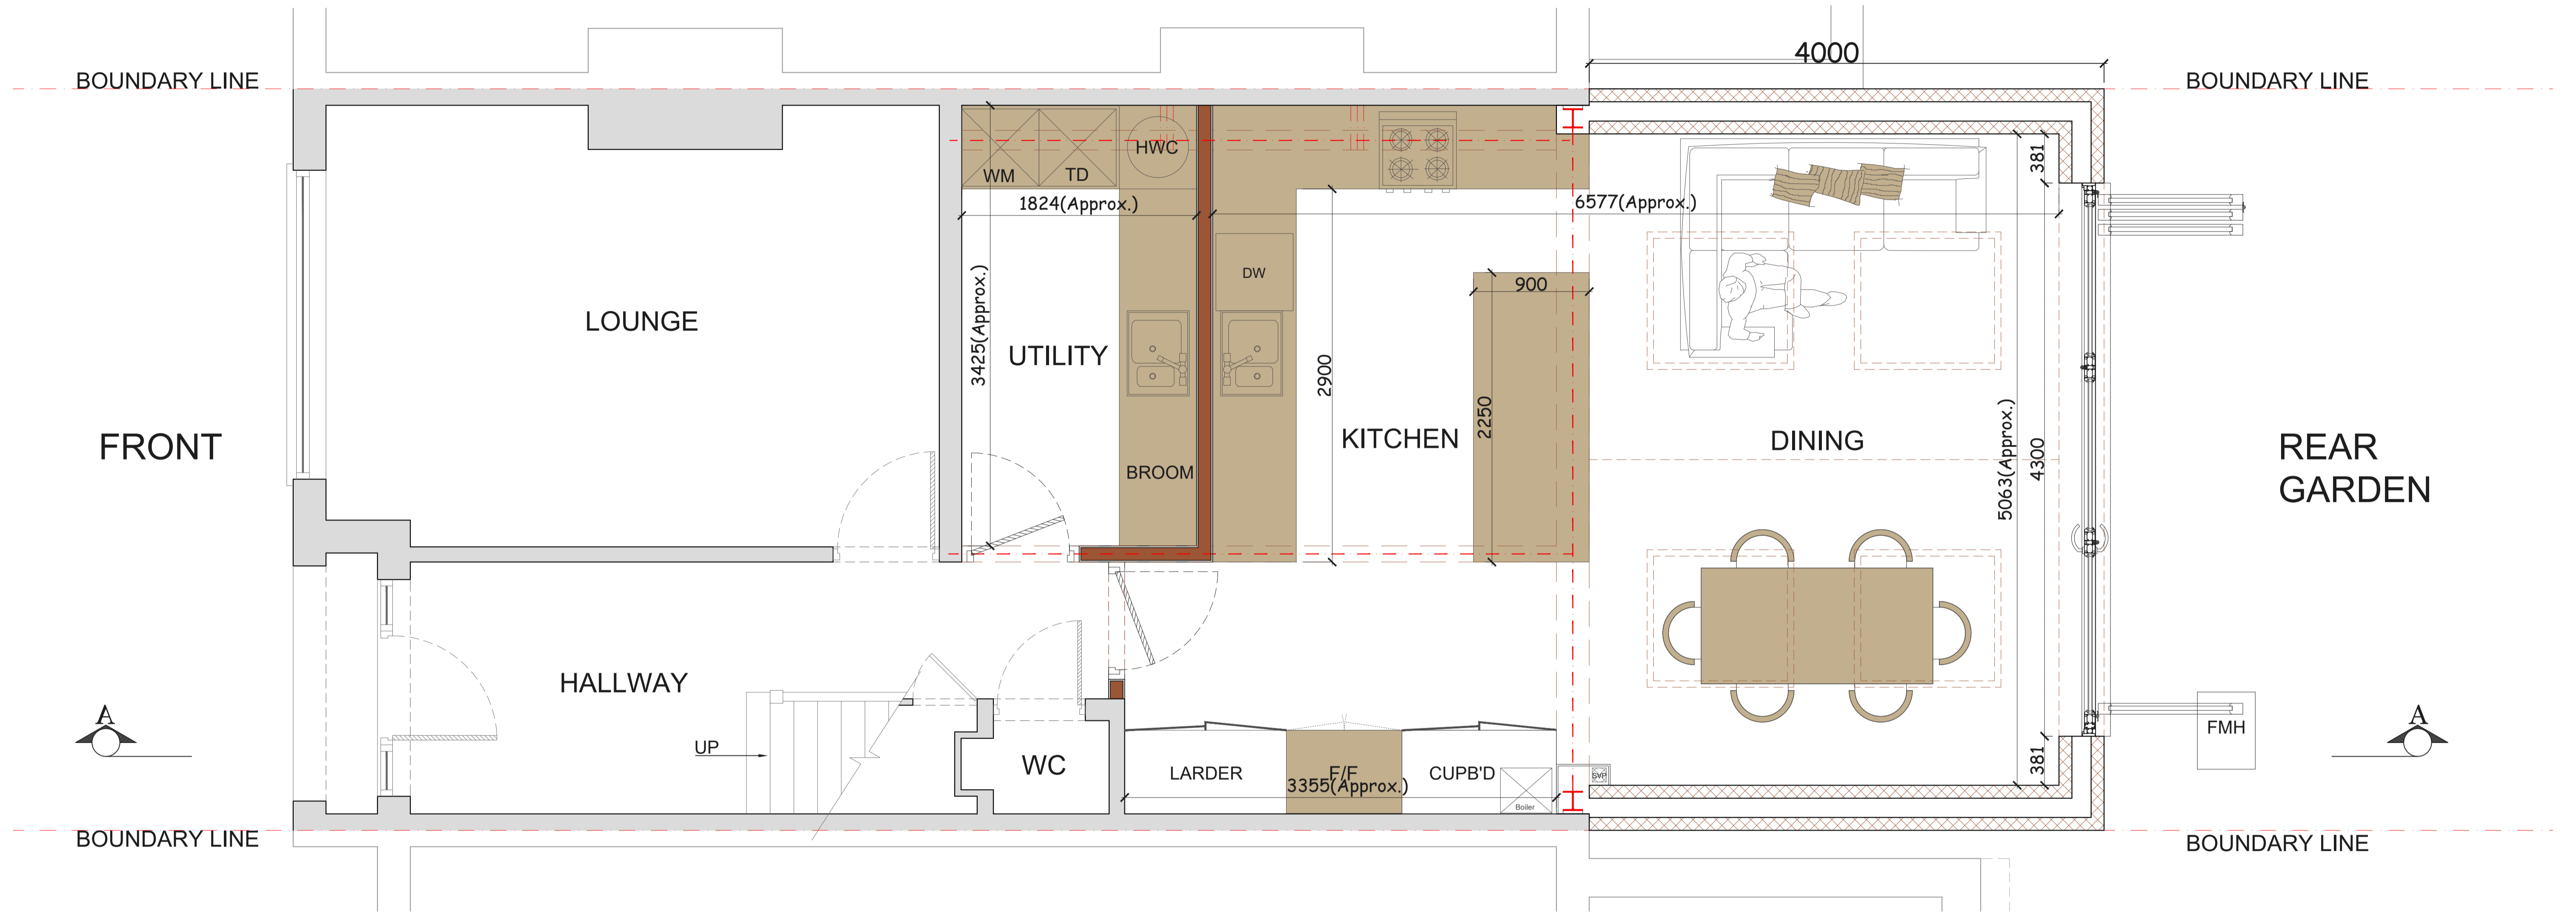 4000
BOUNDARY LINE
BOUNDARY LINE
HWC
WM
TD
381
1824(Approx.)
6577(Approx.)
DW
900
LOUNGE
3425(Approx.)
UTILITY
2900
2250
KITCHEN
DINING
5063(Approx.)
4300
FRONT
REAR
GARDEN
BROOM
HALLWAY
A
A
UP
WC
LARDER
F/F
CUPB'D
3355(Approx.)
Boiler
SVP
381
FMH
BOUNDARY LINE
BOUNDARY LINE